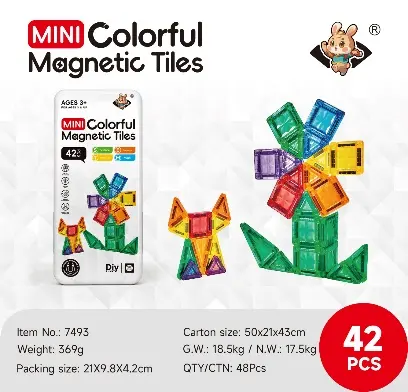 MINI Colorful
Magnetic Tiles
®
AGES 3+
MINI Colorful
Magnetic Tiles
42
Diy
Item No.: 7493
Weight: 369g
Packing size: 21X9.8X4.2cm
Carton size: 50x21x43cm
G.W.: 18.5kg / N.W.: 17.5kg
QTY/CTN: 48Pcs
42
PCS